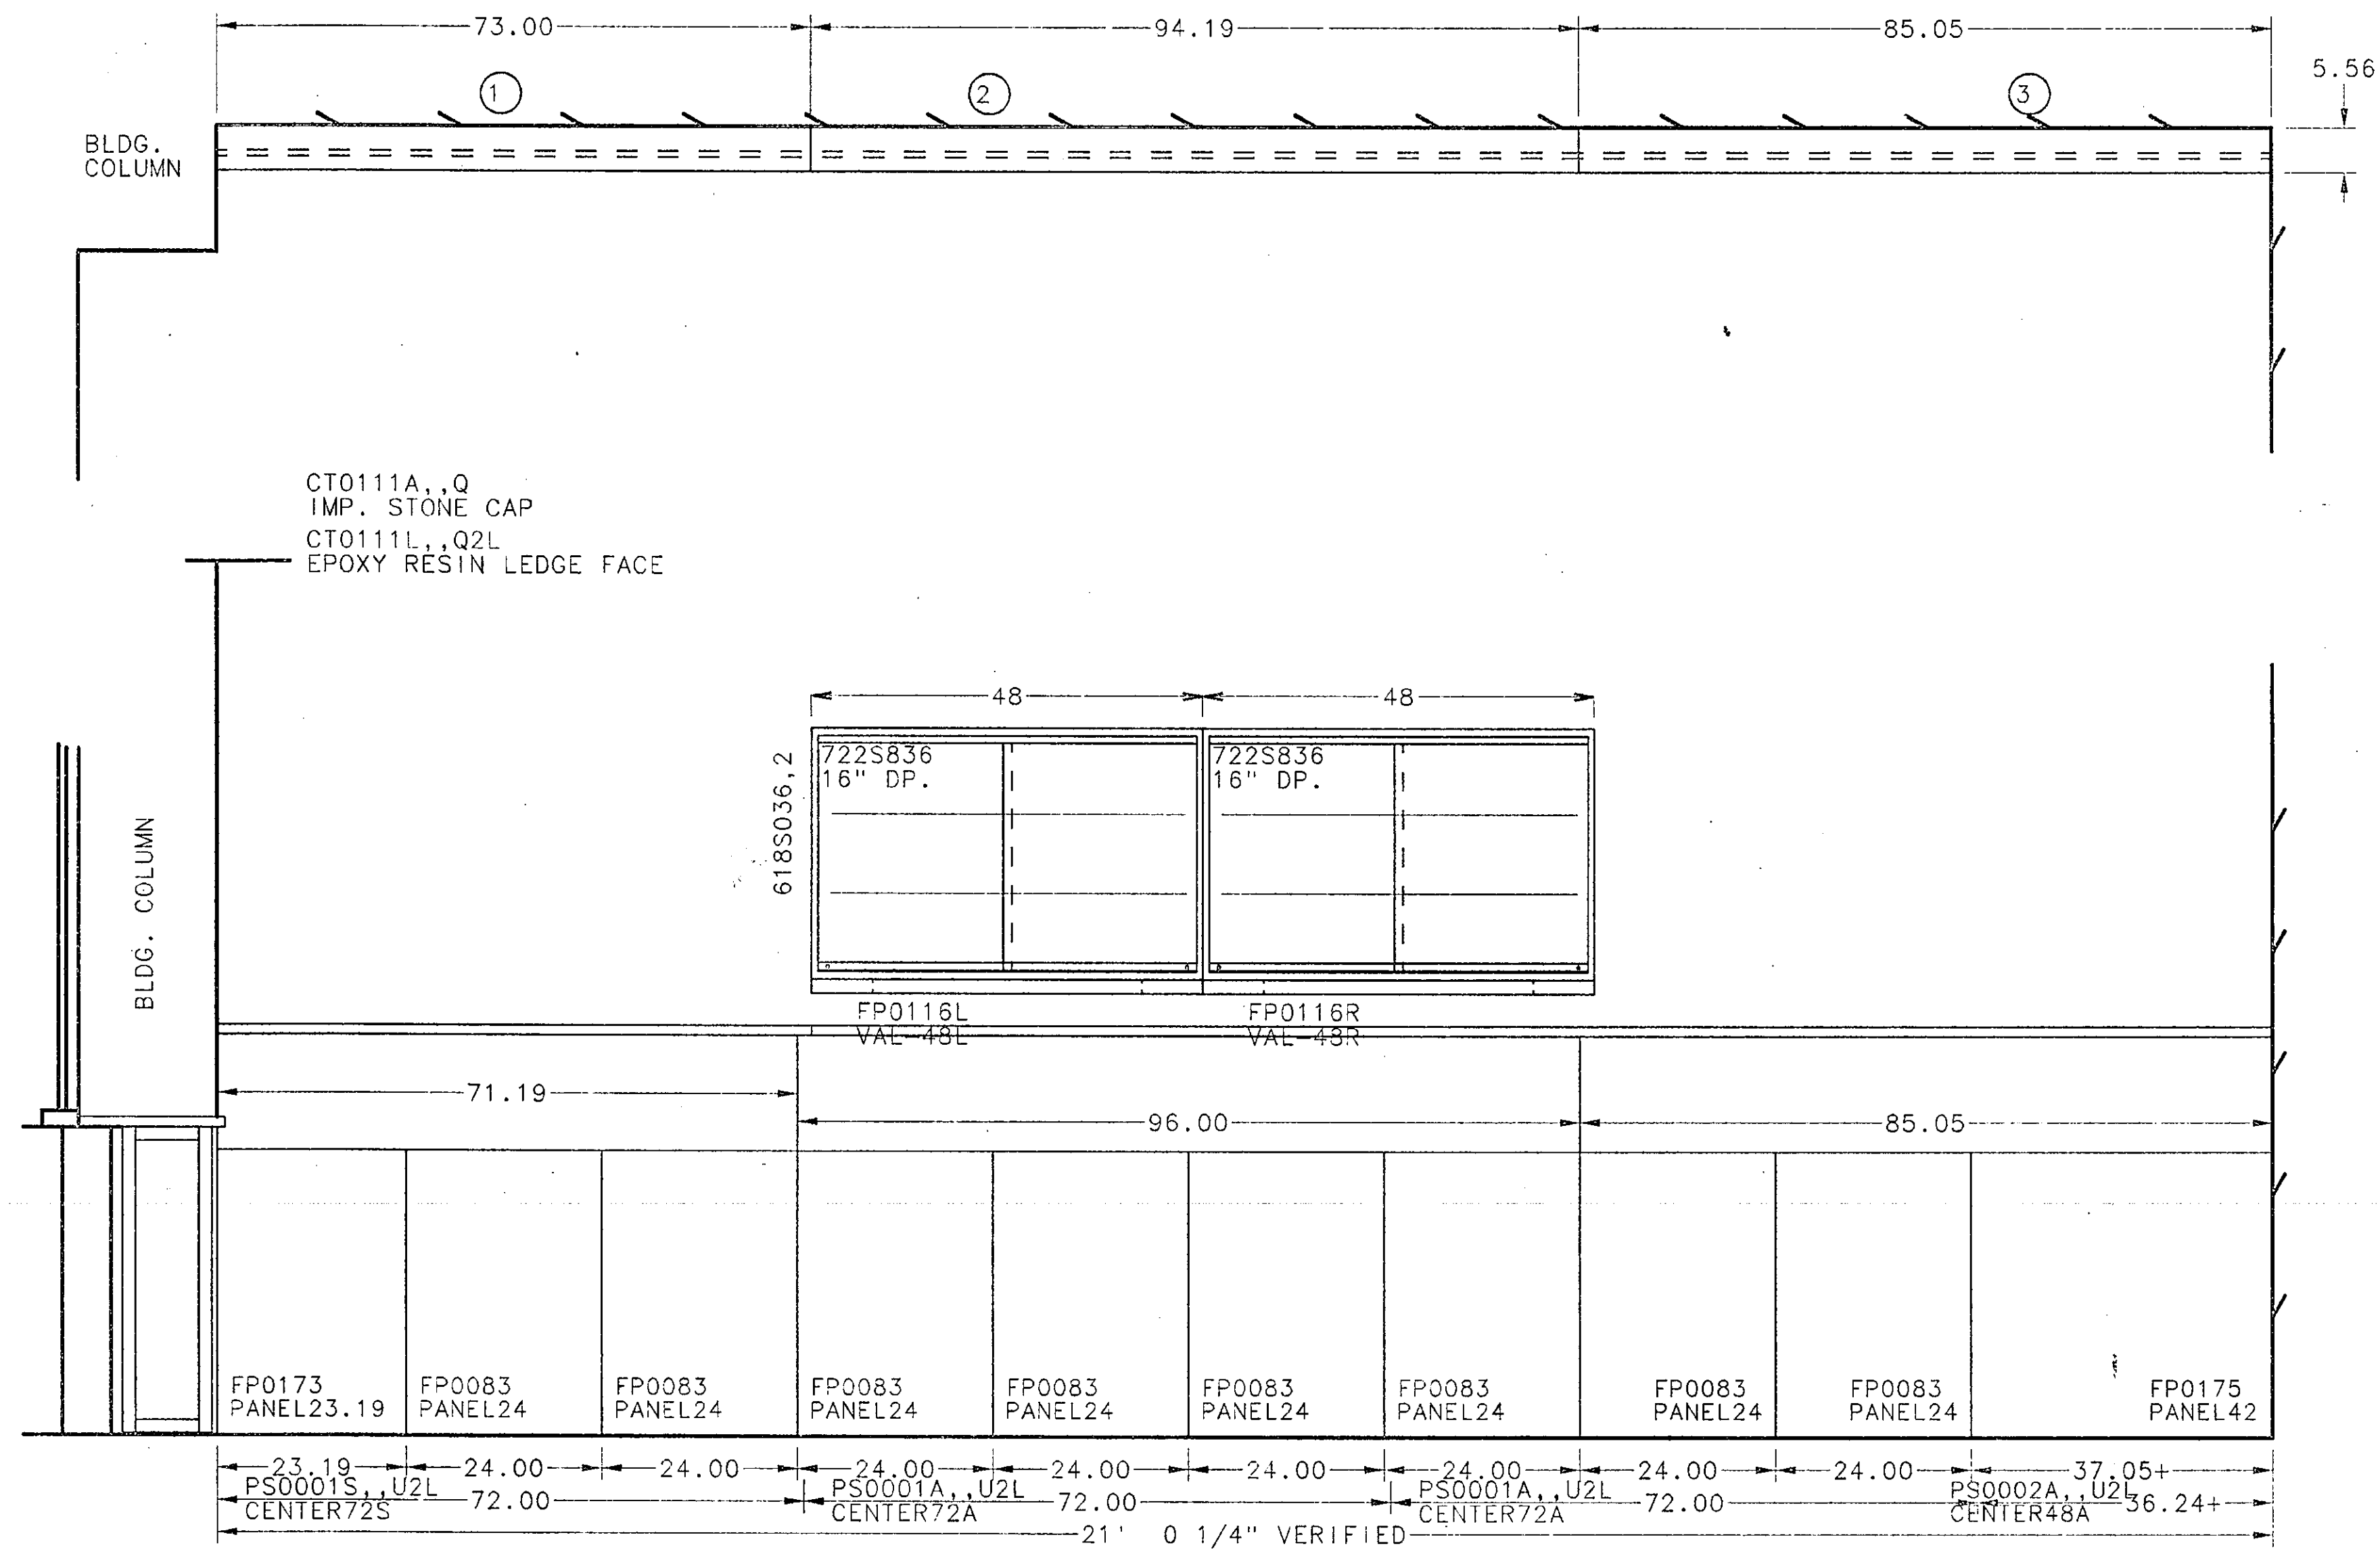 73.00
94.19
85.05
5.56
1
2
3
BLDG.
COLUMN
CT0111A,,Q
IMP. STONE CAP
CT0111L,,Q2L
EPOXY RESIN LEDGE FACE
48
48
722S836
16" DP.
722S836
16" DP.
618S036,2
BLDG. COLUMN
FP0116L
VAL-48L
FP0116R
VAL-48R
71.19
96.00
85.05
FP0173
PANEL23.19
FP0083
PANEL24
FP0083
PANEL24
FP0083
PANEL24
FP0083
PANEL24
FP0083
PANEL24
FP0083
PANEL24
FP0083
PANEL24
FP0083
PANEL24
FP0175
PANEL42
23.19
24.00
24.00
24.00
24.00
24.00
24.00
24.00
24.00
37.05+
PS0001S,,U2L
CENTER72S
72.00
PS0001A,,U2L
CENTER72A
72.00
PS0001A,,U2L
CENTER72A
72.00
PS0002A,,U2L
CENTER48A
36.24+
21' 0 1/4" VERIFIED